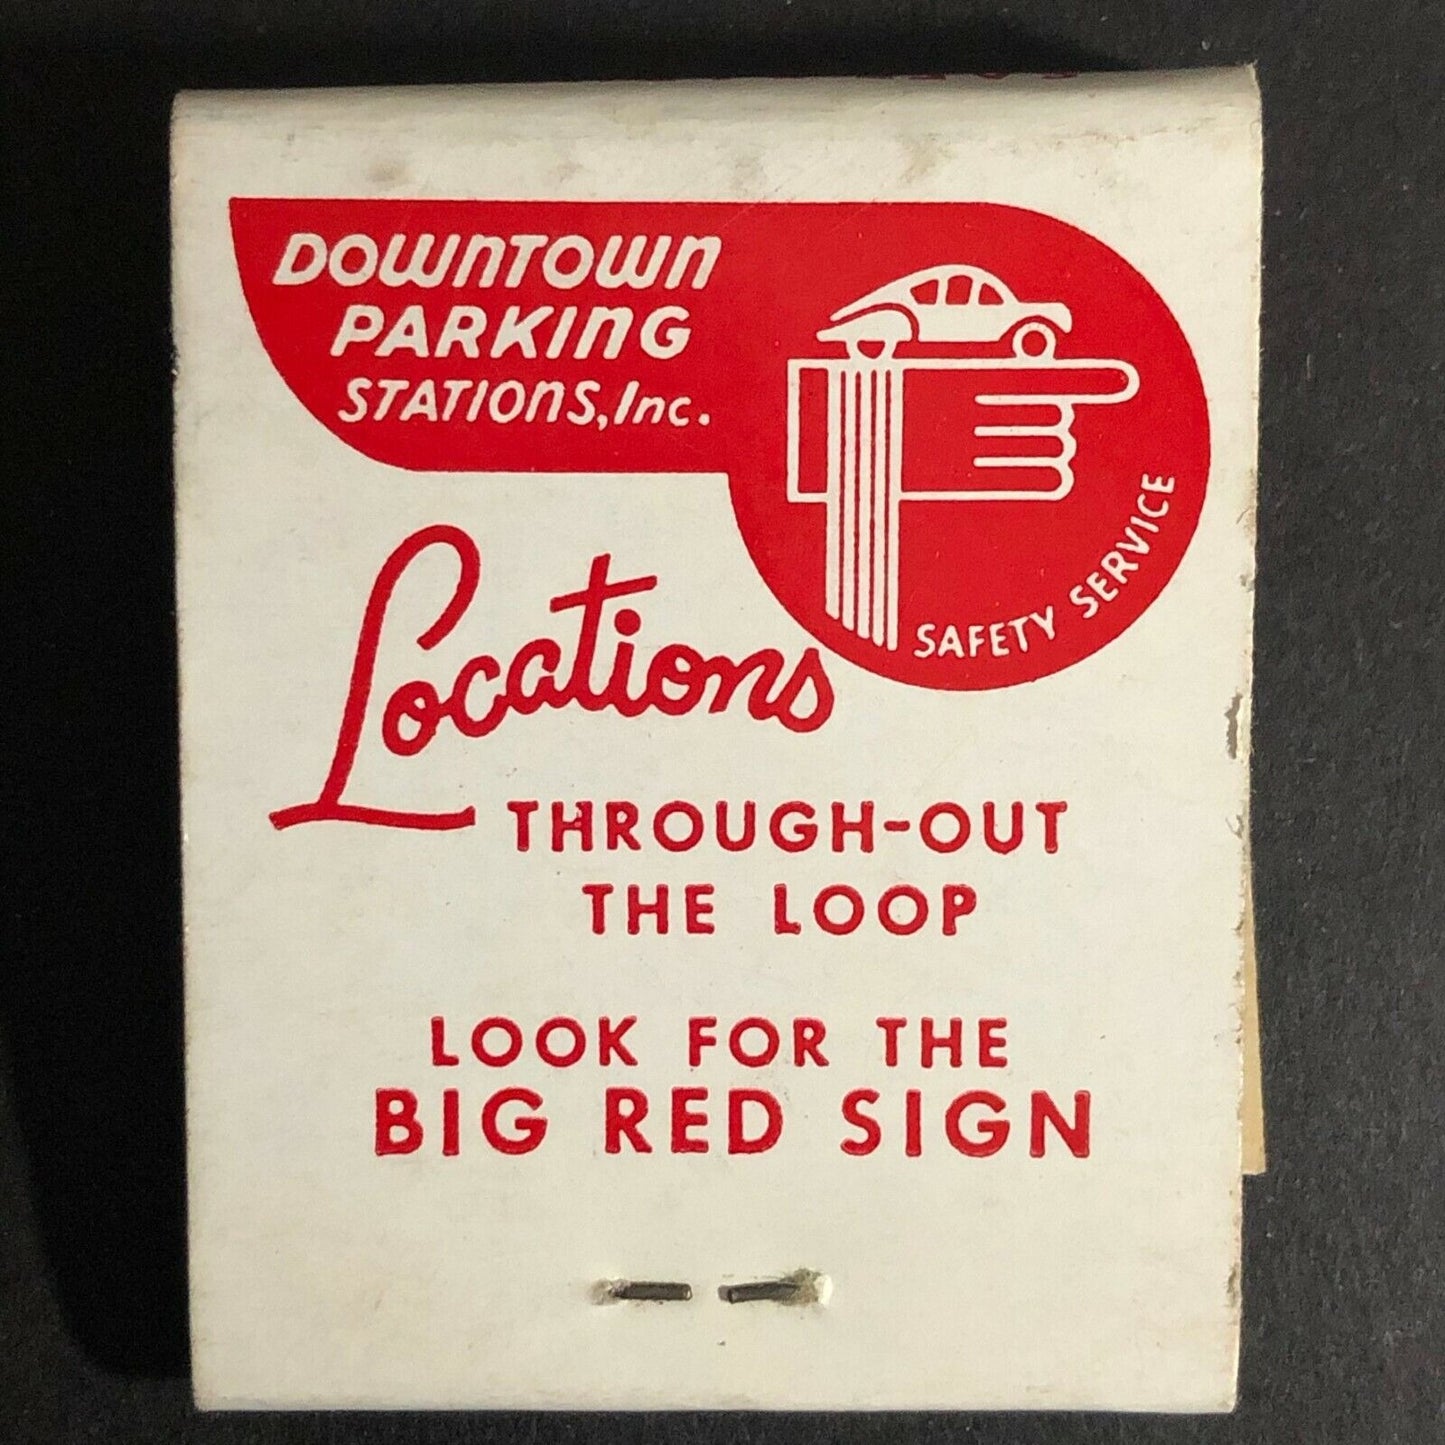 DOWNTOWN
PARKING
STATIONS, Inc.
SAFETY SERVICE
Locations
THROUGH-OUT
THE LOOP
LOOK FOR THE
BIG RED SIGN